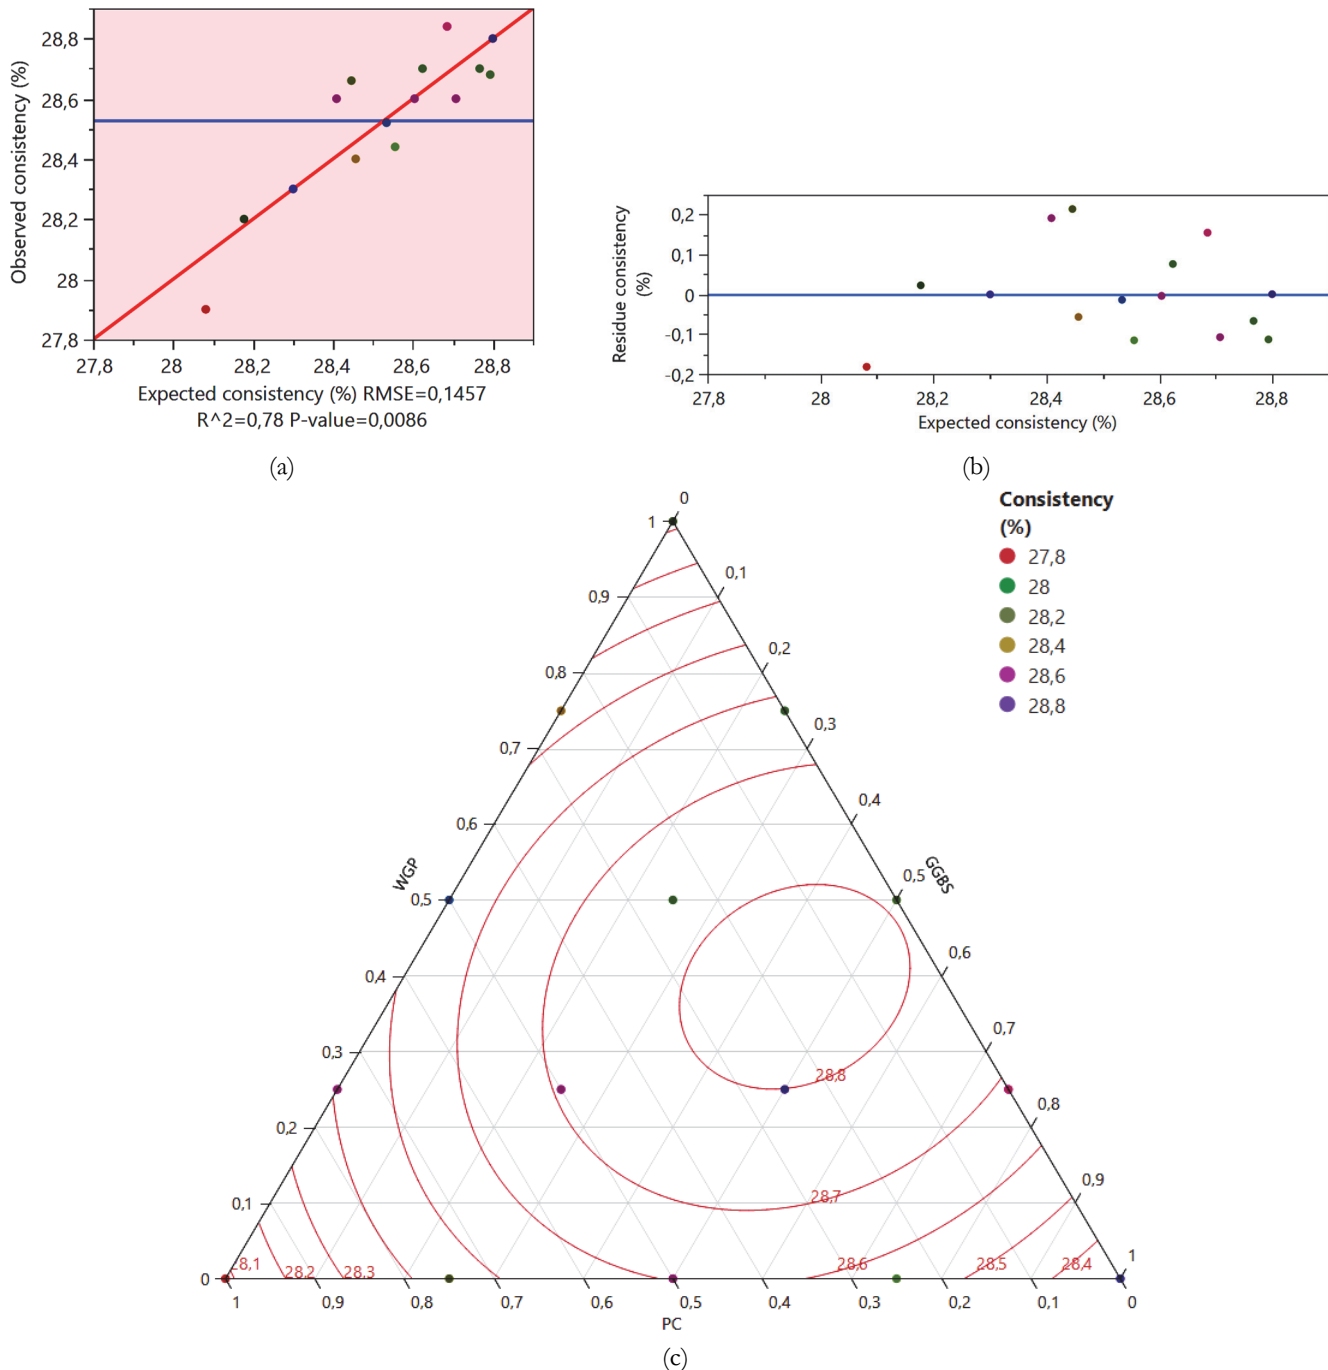 28,8
28,6
28,4
28,2
28
27,8
Observed consistency (%)
27,8 28 28,2 28,4 28,6 28,8
Expected consistency (%) RMSE=0,1457
R^2=0,78 P-value=0,0086
(a)
0,2
0,1
0
-0,1
-0,2
Residue consistency
(%)
27,8 28 28,2 28,4 28,6 28,8
Expected consistency (%)
(b)
Consistency
(%)
27,8
28
28,2
28,4
28,6
28,8
0
1
0,1
0,9
0,2
0,8
0,3
0,7
0,4
0,6
WGP
GGBS
0,5
0,5
0,6
0,4
0,7
0,3
28,8
0,8
0,2
28,7
0,9
0,1
1
28,1 28,2 28,3 28,6 28,5 28,4
0
1 0,9 0,8 0,7 0,6 0,5 0,4 0,3 0,2 0,1 0
PC
(c)